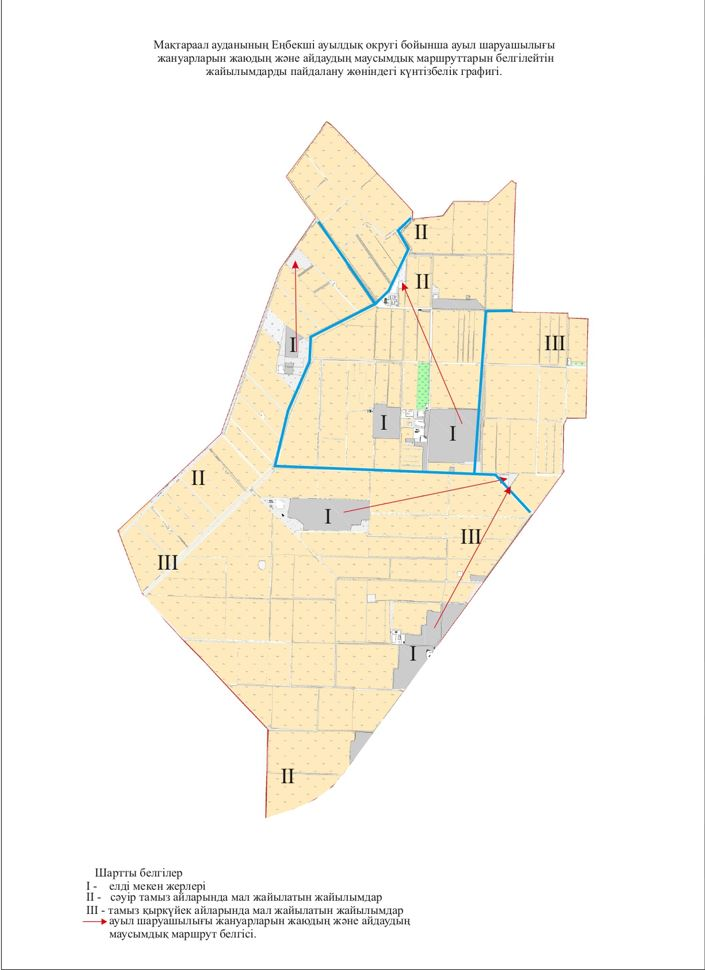 Мақтараал ауданының Еңбекші ауылдық округі бойынша ауыл шаруашылығы
жануарларын жаюдың және айдаудың маусымдық маршруттарын белгілейтін
жайылымдарды пайдалану жөніндегі күнтізбелік графигі.
II
II
I
III
I
I
II
I
III
III
I
II
Шартты белгілер
I - елді мекен жерлері
II - сәуір тамыз айларында мал жайылатын жайылымдар
III - тамыз қыркүйек айларында мал жайылатын жайылымдар
ауыл шаруашылығы жануарларын жаюдың және айдаудың
маусымдық маршрут белгісі.